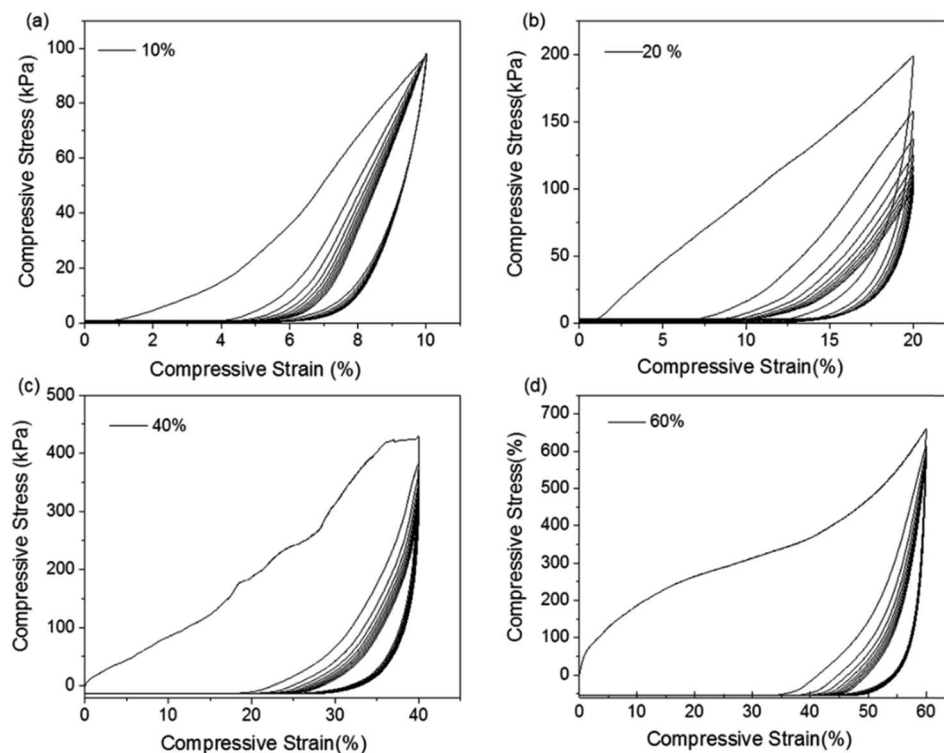 (a)
10%
Compressive Stress (kPa)
100
80
60
40
20
0
0 2 4 6 8 10
Compressive Strain (%)
(b)
20 %
Compressive Stress(kPa)
200
150
100
50
0
0 5 10 15 20
Compressive Strain(%)
(c)
40%
Compressive Stress (kPa)
500
400
300
200
100
0
0 10 20 30 40
Compressive Strain(%)
(d)
60%
Compressive Stress(%)
700
600
500
400
300
200
100
0
0 10 20 30 40 50 60
Compressive Strain(%)